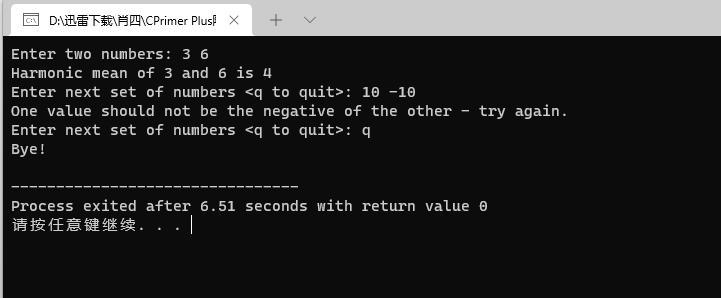 D:\迅雷下载\肖四\CPrimer Plus
Enter two numbers: 3 6
Harmonic mean of 3 and 6 is 4
Enter next set of numbers <q to quit>: 10 -10
One value should not be the negative of the other - try again.
Enter next set of numbers <q to quit>: q
Bye!
--------------------------------
Process exited after 6.51 seconds with return value 0
请按任意键继续. . .